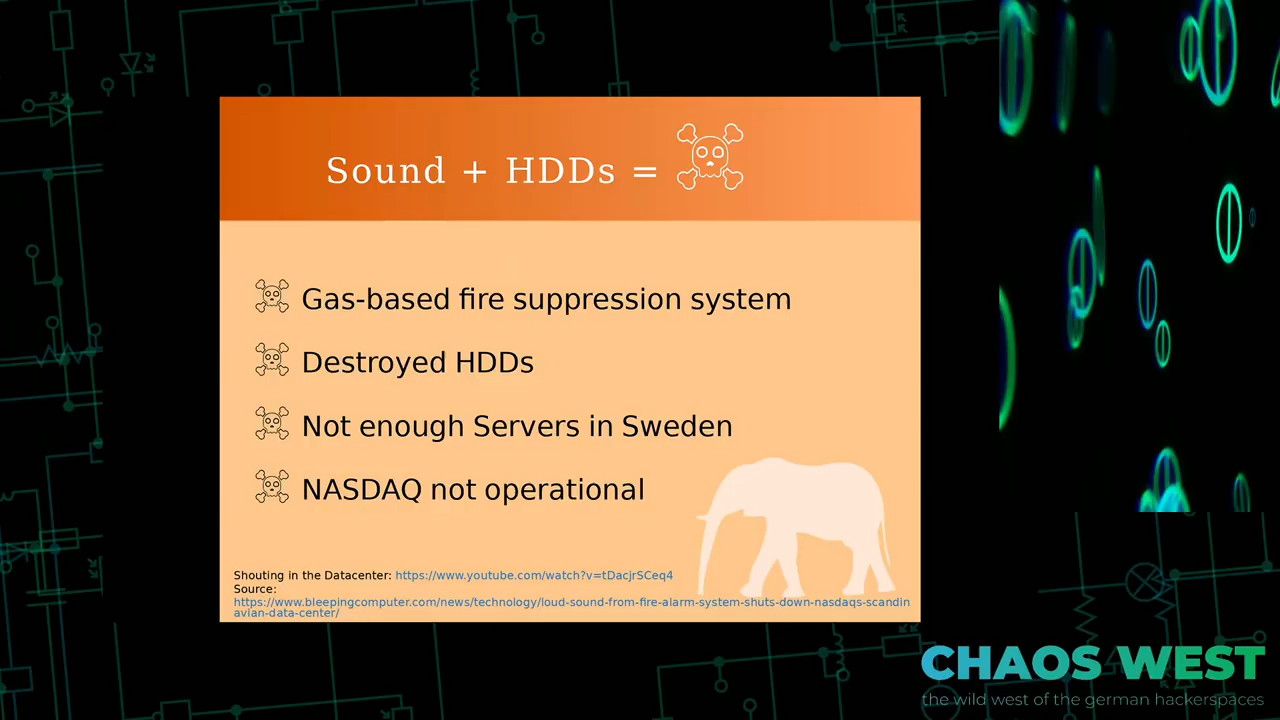 Sound + HDDs = ☠
☠ Gas-based fire suppression system
☠ Destroyed HDDs
☠ Not enough Servers in Sweden
☠ NASDAQ not operational
Shouting in the Datacenter: https://www.youtube.com/watch?v=tDacjrSCeq4
Source:
https://www.bleepingcomputer.com/news/technology/loud-sound-from-fire-alarm-system-shuts-down-nasdaqs-scandin
avian-data-center/
CHAOS WEST
the wild west of the german hackerspaces